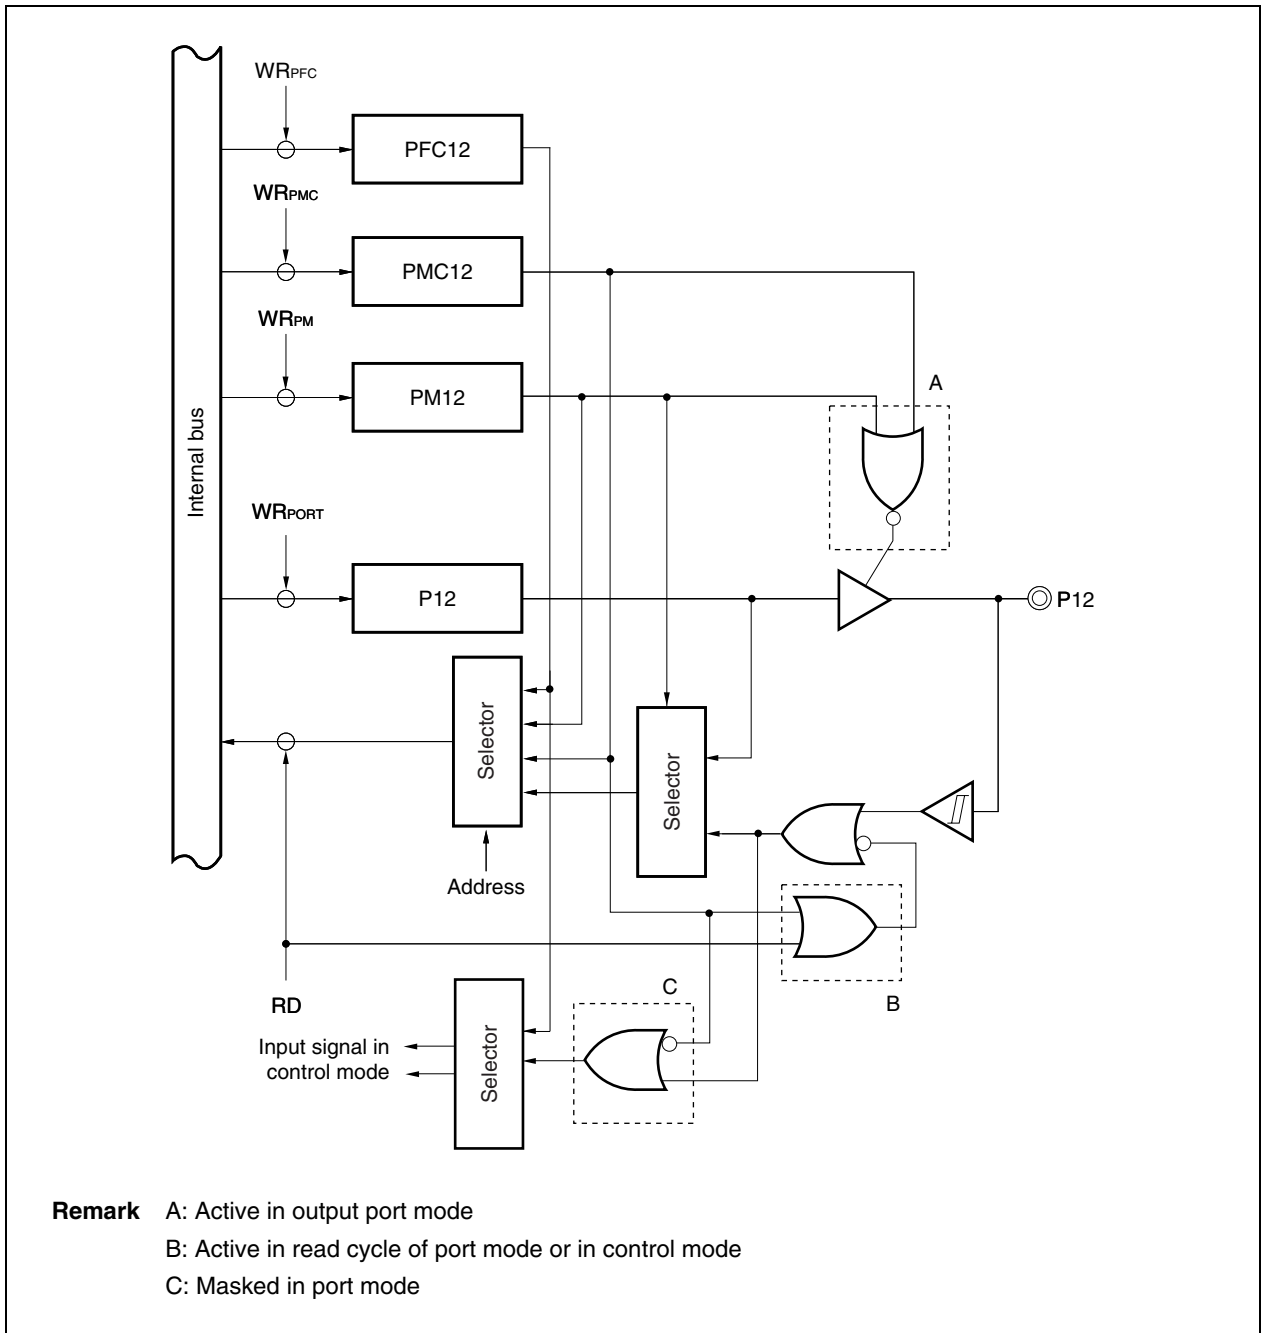 WRPFC
PFC12
WRPMC
PMC12
WRPM
PM12
A
Internal bus
WRPORT
P12
P12
Selector
Selector
Address
RD
B
C
Input signal in
control mode
Selector
Remark A: Active in output port mode
B: Active in read cycle of port mode or in control mode
C: Masked in port mode